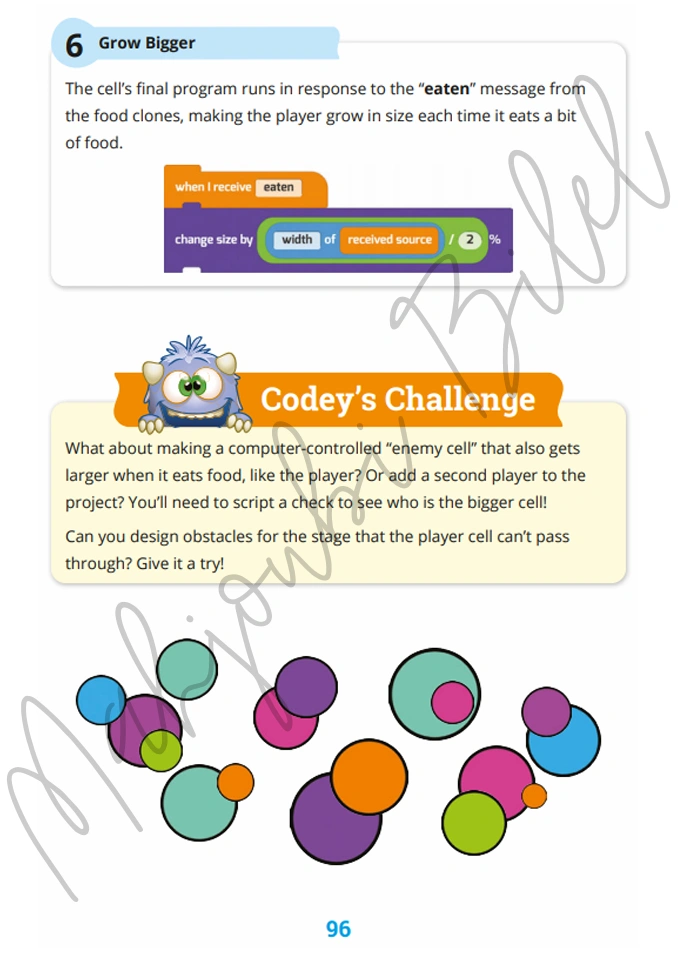 6 Grow Bigger
The cell's final program runs in response to the “eaten” message from
the food clones, making the player grow in size each time it eats a bit
of food.
when I receive eaten
change size by width of received source / 2 %
Codey's Challenge
What about making a computer-controlled “enemy cell” that also gets
larger when it eats food, like the player? Or add a second player to the
project? You'll need to script a check to see who is the bigger cell!
Can you design obstacles for the stage that the player cell can't pass
through? Give it a try!
Mahjoubi Bilel
96